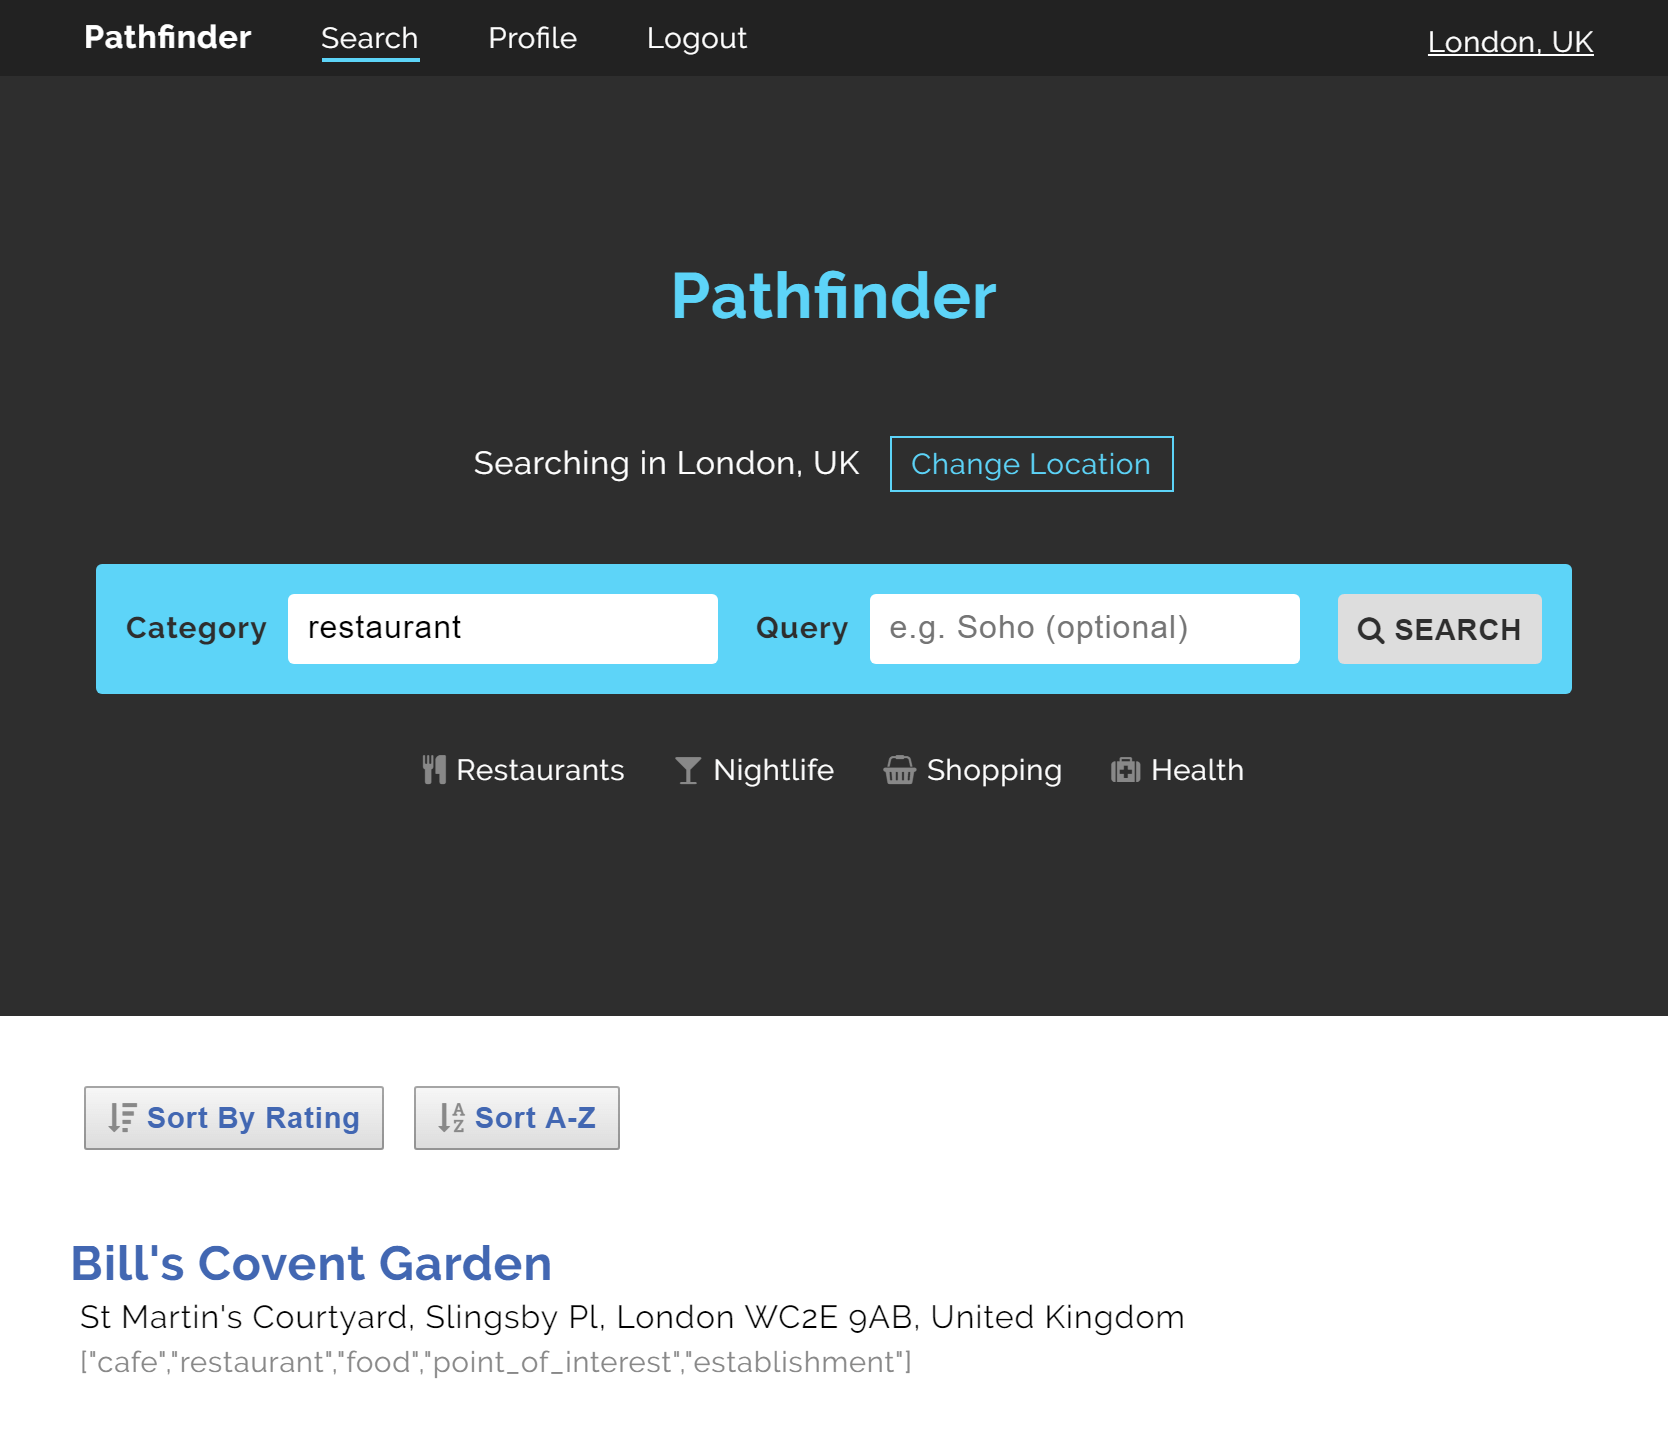 Pathfinder Search Profile Logout London, UK
Pathfinder
Searching in London, UK Change Location
Category restaurant Query e.g. Soho (optional) SEARCH
Restaurants Nightlife Shopping Health
Sort By Rating Sort A-Z
Bill's Covent Garden
St Martin's Courtyard, Slingsby Pl, London WC2E 9AB, United Kingdom
["cafe","restaurant","food","point_of_interest","establishment"]